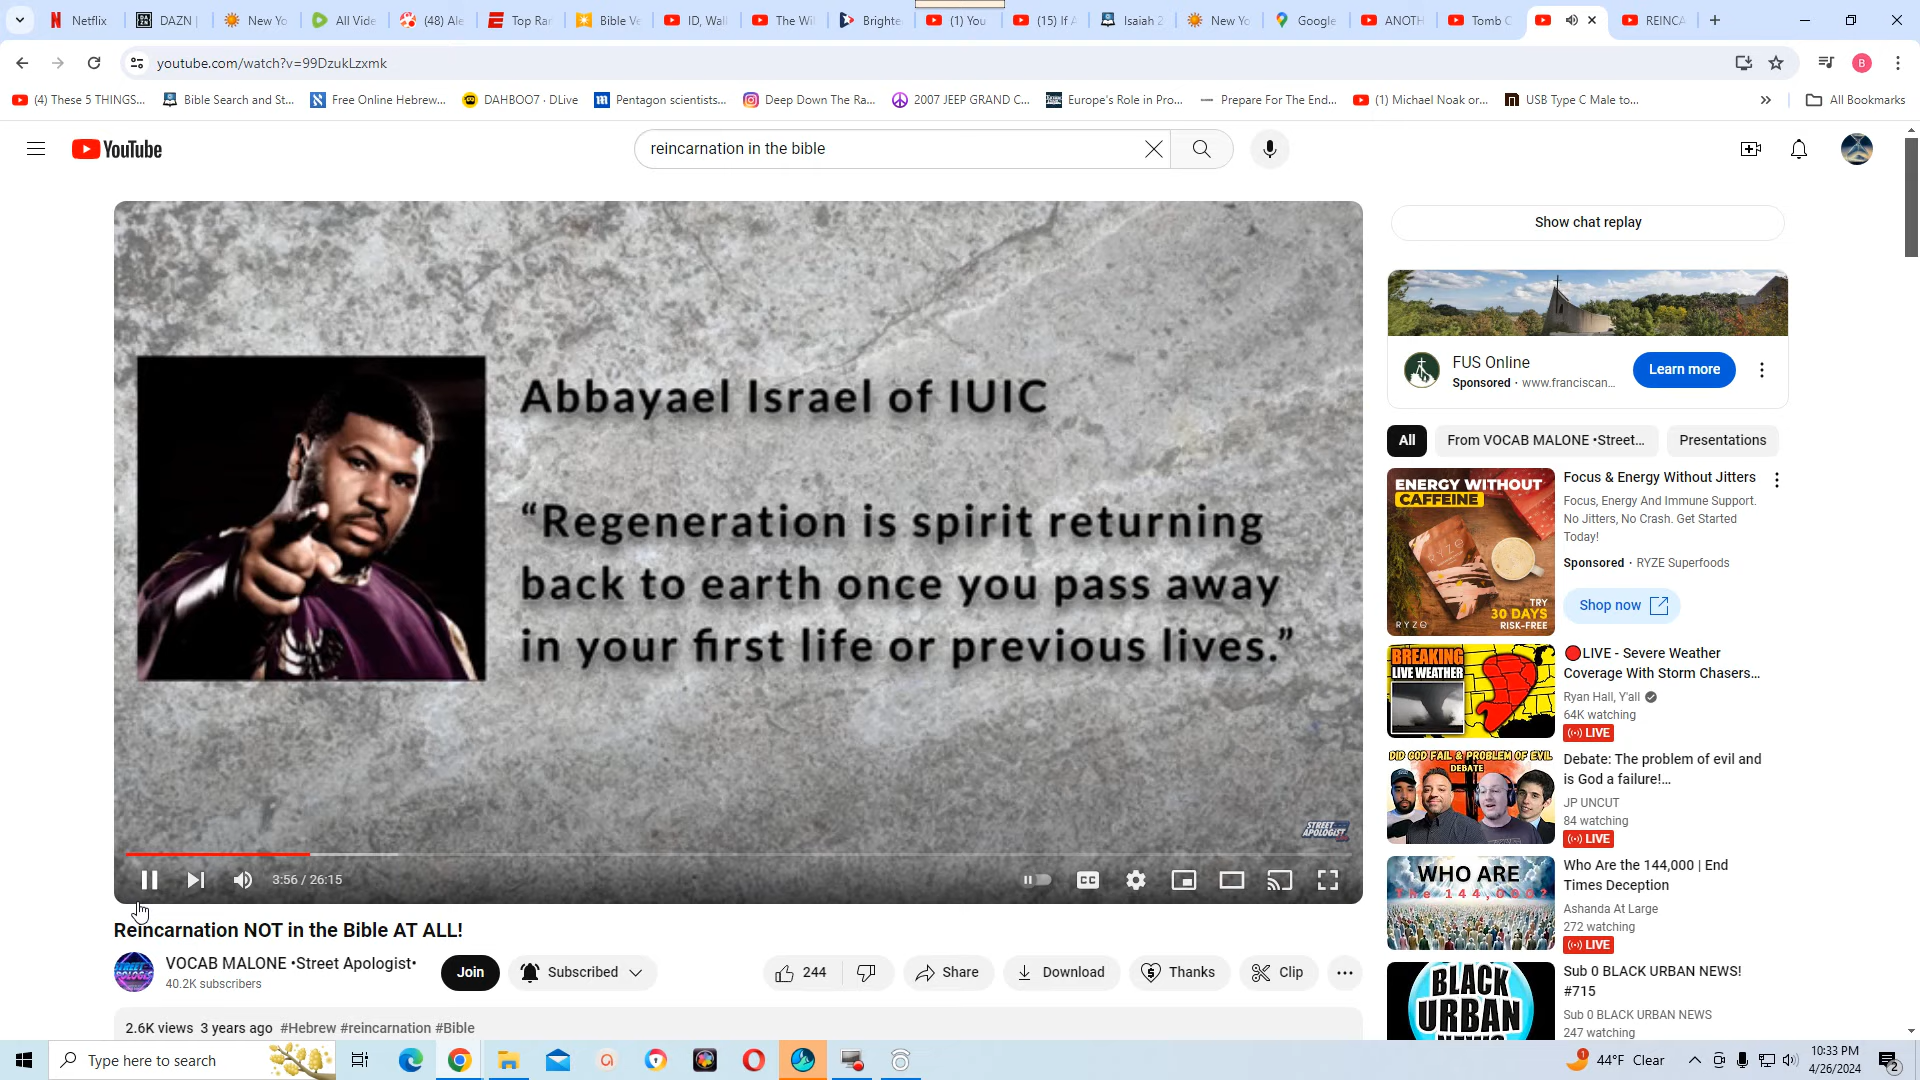 Netflix
DAZN
New Yo
All Vide
(48) Ale
Top Ra
Bible Ve
ID, Wal
The Wi
Brighte
(1) You
(15) If A
Isaiah 2
New Yo
Google
ANOTH
Tomb C
REINCA
youtube.com/watch?v=99DzukLzxmk
B
(4) These 5 THINGS...
Bible Search and St...
Free Online Hebrew...
DAHBOO7 · DLive
Pentagon scientists...
Deep Down The Ra...
2007 JEEP GRAND C...
Europe's Role in Pro...
Prepare For The End...
(1) Michael Noak or...
USB Type C Male to...
All Bookmarks
YouTube
reincarnation in the bible
Abbayael Israel of IUIC
“Regeneration is spirit returning
back to earth once you pass away
in your first life or previous lives.”
STREET
APOLOGIST
3:56 / 26:15
CC
Reincarnation NOT in the Bible AT ALL!
VOCAB MALONE •Street Apologist•
40.2K subscribers
Join
Subscribed
244
Share
Download
Thanks
Clip
2.6K views 3 years ago #Hebrew #reincarnation #Bible
Show chat replay
FUS Online
Sponsored · www.franciscan...
Learn more
All
From VOCAB MALONE •Street...
Presentations
ENERGY WITHOUT
CAFFEINE
RYZE
TRY
30 DAYS
RISK-FREE
Focus & Energy Without Jitters
Focus, Energy And Immune Support.
No Jitters, No Crash. Get Started
Today!
Sponsored · RYZE Superfoods
Shop now
BREAKING
LIVE WEATHER
LIVE - Severe Weather
Coverage With Storm Chasers...
Ryan Hall, Y'all
64K watching
LIVE
DID GOD FAIL & PROBLEM OF EVIL
DEBATE
Debate: The problem of evil and
is God a failure!...
JP UNCUT
84 watching
LIVE
WHO ARE
The 144,000?
Who Are the 144,000 | End
Times Deception
Ashanda At Large
272 watching
LIVE
BLACK
URBAN
NEWS
Sub 0 BLACK URBAN NEWS!
#715
Sub 0 BLACK URBAN NEWS
247 watching
Type here to search
1
44°F Clear
10:33 PM
4/26/2024
2